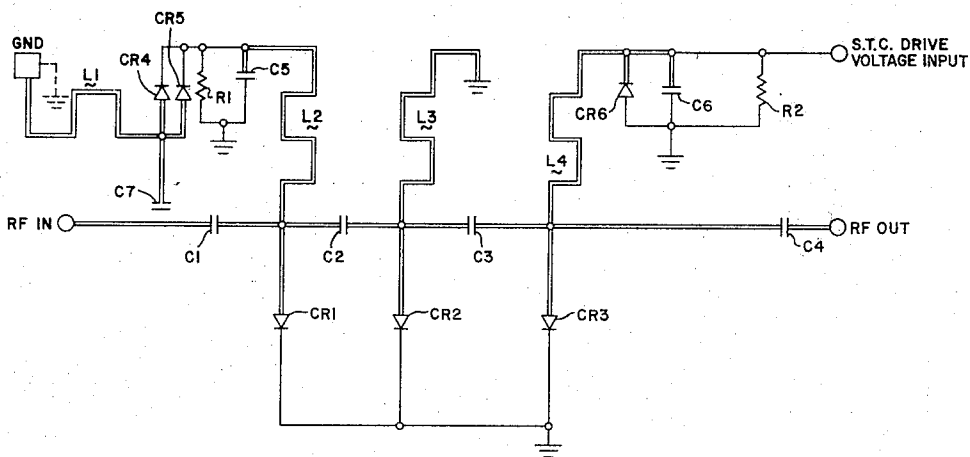 CR5
GND
CR4
S.T.C. DRIVE
VOLTAGE INPUT
L1
C5
R1
CR6
C6
R2
L2
L3
L4
C7
RF IN
C1
C2
C3
C4
RF OUT
CR1
CR2
CR3